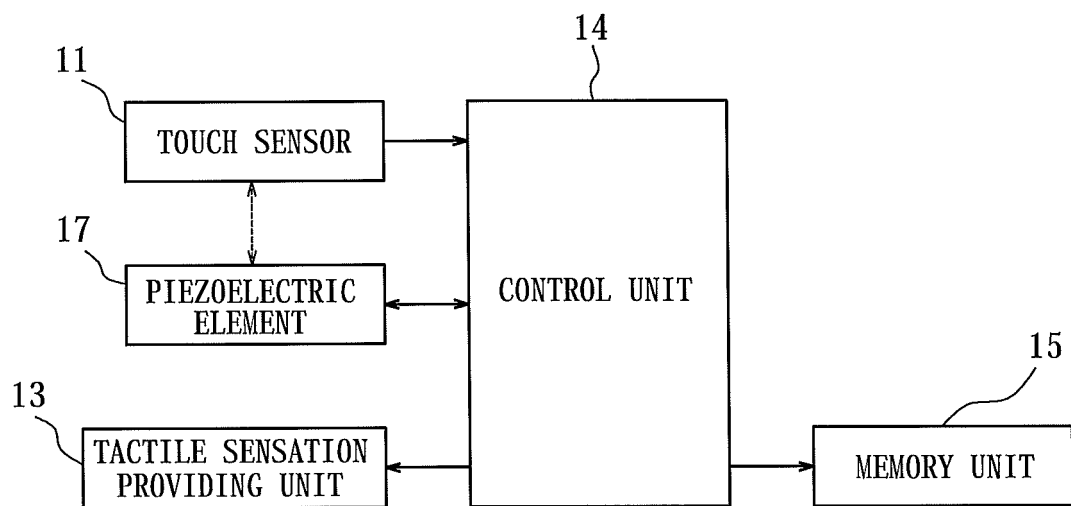 14
11
TOUCH SENSOR
17
PIEZOELECTRIC
ELEMENT
CONTROL UNIT
13
TACTILE SENSATION
PROVIDING UNIT
15
MEMORY UNIT